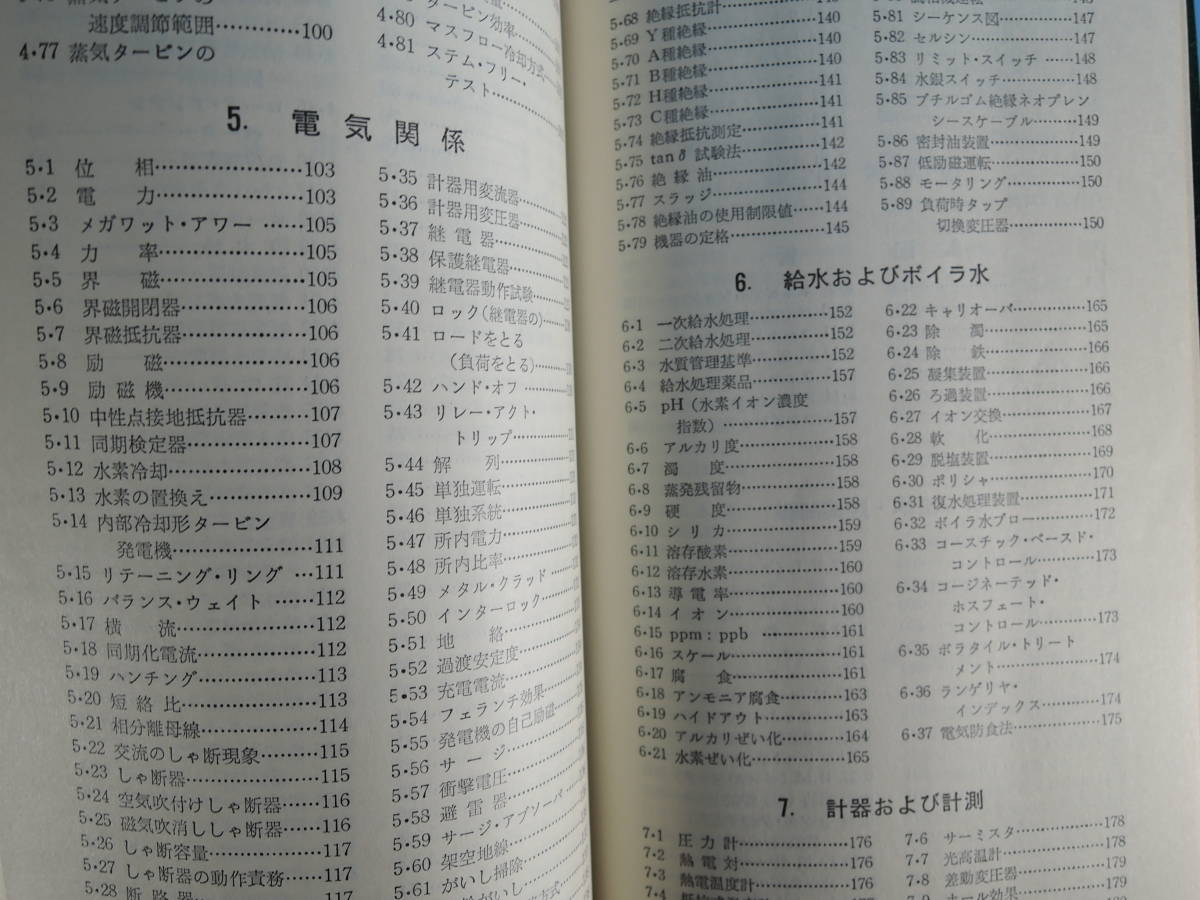 速度調節範囲…………100
4·77 蒸気タービンの
タービン効率
4·80 マスフロー冷却方式
4·81 ステム・フリー・
テスト…………
5. 電気関係
5·1 位相…………103
5·2 電力…………103
5·3 メガワット・アワー……105
5·4 力率…………105
5·5 界磁…………105
5·6 界磁開閉器…………106
5·7 界磁抵抗器…………106
5·8 励磁…………106
5·9 励磁機…………106
5·10 中性点接地抵抗器…………107
5·11 同期検定器…………107
5·12 水素冷却…………108
5·13 水素の置換え…………109
5·14 内部冷却形タービン
発電機…………111
5·15 リテーニング・リング…111
5·16 バランス・ウェイト……112
5·17 横流…………112
5·18 同期化電流…………112
5·19 ハンチング…………113
5·20 短絡比…………113
5·21 相分離母線…………114
5·22 交流のしゃ断現象…………115
5·23 しゃ断器…………115
5·24 空気吹付けしゃ断器……116
5·25 磁気吹消ししゃ断器……116
5·26 しゃ断容量…………117
5·27 しゃ断器の動作責務……117
5·28 断路器…………117
5·35 計器用変流器
5·36 計器用変圧器
5·37 継電器…………
5·38 保護継電器…………
5·39 継電器動作試験…………
5·40 ロック(継電器の)…………
5·41 ロードをとる
(負荷をとる)…………
5·42 ハンド・オフ…………
5·43 リレー・アクト・
トリップ…………
5·44 解列…………
5·45 単独運転…………
5·46 単独系統…………
5·47 所内電力…………
5·48 所内比率…………
5·49 メタル・クラッド…………
5·50 インターロック…………
5·51 地絡…………
5·52 過渡安定度…………
5·53 充電電流…………
5·54 フェランチ効果…………
5·55 発電機の自己励磁
5·56 サージ…………
5·57 衝撃電圧…………
5·58 避雷器…………
5·59 サージ・アブソーバ
5·60 架空地線…………
5·61 がいし掃除…………
5·68 絶縁抵抗計…………
5·69 Y種絶縁…………140
5·70 A種絶縁…………140
5·71 B種絶縁…………140
5·72 H種絶縁…………141
5·73 C種絶縁…………141
5·74 絶縁抵抗測定…………141
5·75 tanδ試験法…………142
5·76 絶縁油…………142
5·77 スラッジ…………144
5·78 絶縁油の使用制限値……144
5·79 機器の定格…………145
5·81 シーケンス図…………147
5·82 セルシン…………147
5·83 リミット・スイッチ……148
5·84 水銀スイッチ…………148
5·85 ブチルゴム絶縁ネオプレン
シースケーブル…………149
5·86 密封油装置…………149
5·87 低励磁運転…………150
5·88 モータリング…………150
5·89 負荷時タップ
切換変圧器…………150
6. 給水およびボイラ水
6·1 一次給水処理…………152
6·2 二次給水処理…………152
6·3 水質管理基準…………152
6·4 給水処理薬品…………157
6·5 pH(水素イオン濃度
指数)…………157
6·6 アルカリ度…………158
6·7 濁度…………158
6·8 蒸発残留物…………158
6·9 硬度…………158
6·10 シリカ…………159
6·11 溶存酸素…………159
6·12 溶存水素…………160
6·13 導電率…………160
6·14 イオン…………160
6·15 ppm:ppb…………161
6·16 スケール…………161
6·17 腐食…………161
6·18 アンモニア腐食…………163
6·19 ハイドアウト…………163
6·20 アルカリぜい化…………164
6·21 水素ぜい化…………165
6·22 キャリオーバ…………165
6·23 除濁…………165
6·24 除鉄…………166
6·25 凝集装置…………166
6·26 ろ過装置…………166
6·27 イオン交換…………167
6·28 軟化…………168
6·29 脱塩装置…………169
6·30 ポリシャ…………170
6·31 復水処理装置…………171
6·32 ボイラ水ブロー…………172
6·33 コースチック・ベースド・
コントロール…………173
6·34 コージネーテッド・
ホスフェート・
コントロール…………173
6·35 ボラタイル・トリート
メント…………174
6·36 ランゲリヤ・
インデックス…………174
6·37 電気防食法…………175
7. 計器および計測
7·1 圧力計…………176
7·2 熱電対…………176
7·3 熱電温度計…………176
7·4
7·6 サーミスタ…………178
7·7 光高温計…………178
7·8 差動変圧器…………179
7·9 ホール効果…………